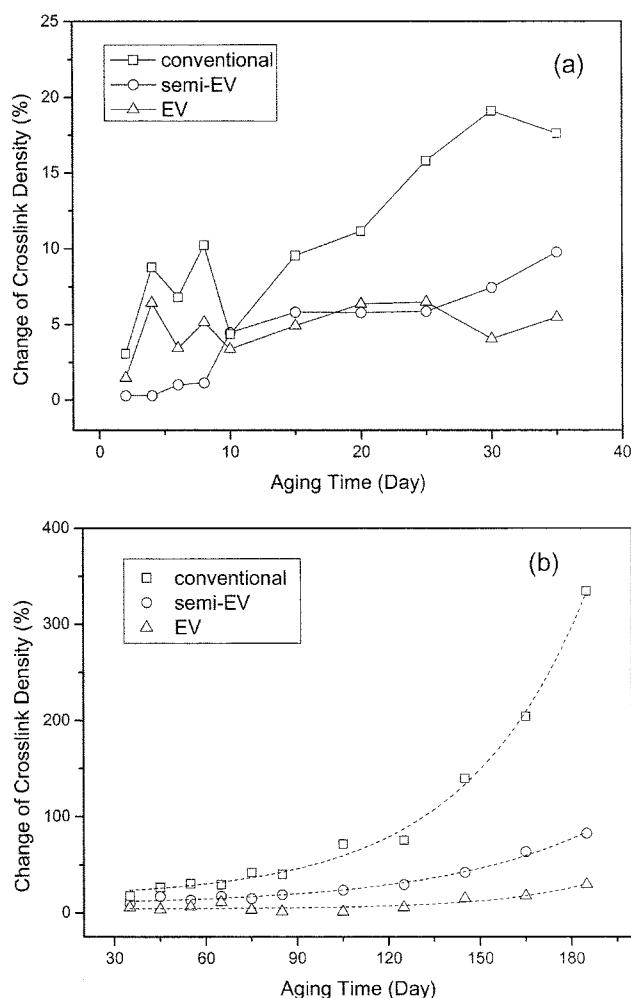 25
20
15
10
5
0
0
10
20
30
40
Change of Crosslink Density (%)
Aging Time (Day)
conventional
semi-EV
EV
(a)
400
300
200
100
0
30
60
90
120
150
180
Change of Crosslink Density (%)
Aging Time (Day)
conventional
semi-EV
EV
(b)